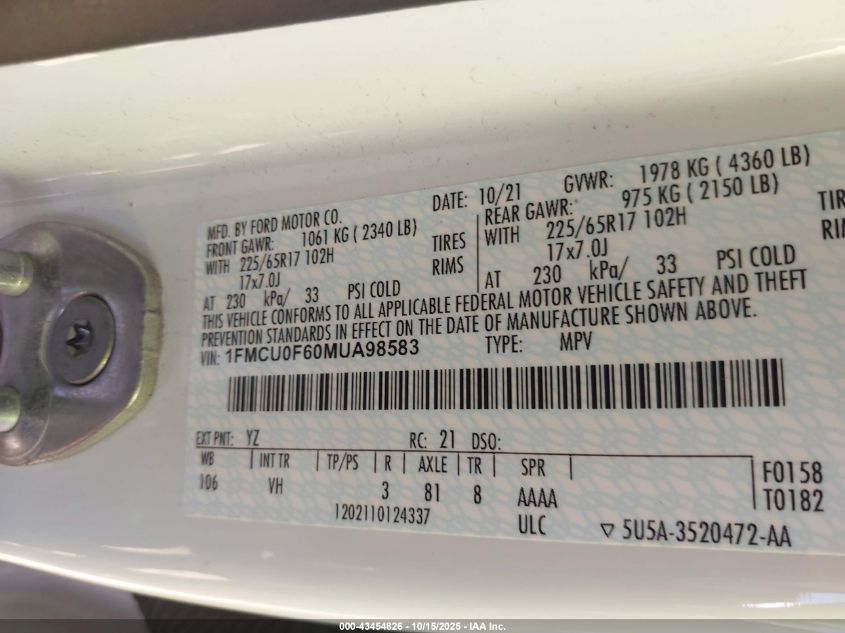 MFD. BY FORD MOTOR CO. DATE: 10/21 GVWR: 1978 KG ( 4360 LB)
FRONT GAWR: 1061 KG ( 2340 LB) REAR GAWR: 975 KG ( 2150 LB)
WITH 225/65R17 102H TIRES WITH 225/65R17 102H TIRE
17x7.0J RIMS 17x7.0J RIM
AT 230 kPa/ 33 PSI COLD AT 230 kPa/ 33 PSI COLD
THIS VEHICLE CONFORMS TO ALL APPLICABLE FEDERAL MOTOR VEHICLE SAFETY AND THEFT
PREVENTION STANDARDS IN EFFECT ON THE DATE OF MANUFACTURE SHOWN ABOVE.
VIN: 1FMCU0F60MUA98583 TYPE: MPV
EXT PNT: YZ RC: 21 DSO:
WB INT TR TP/PS R AXLE TR SPR F0158
106 VH 3 81 8 AAAA T0182
1202110124337 ULC ▽ 5U5A-3520472-AA
000-43454826 - 10/15/2025 - IAA Inc.